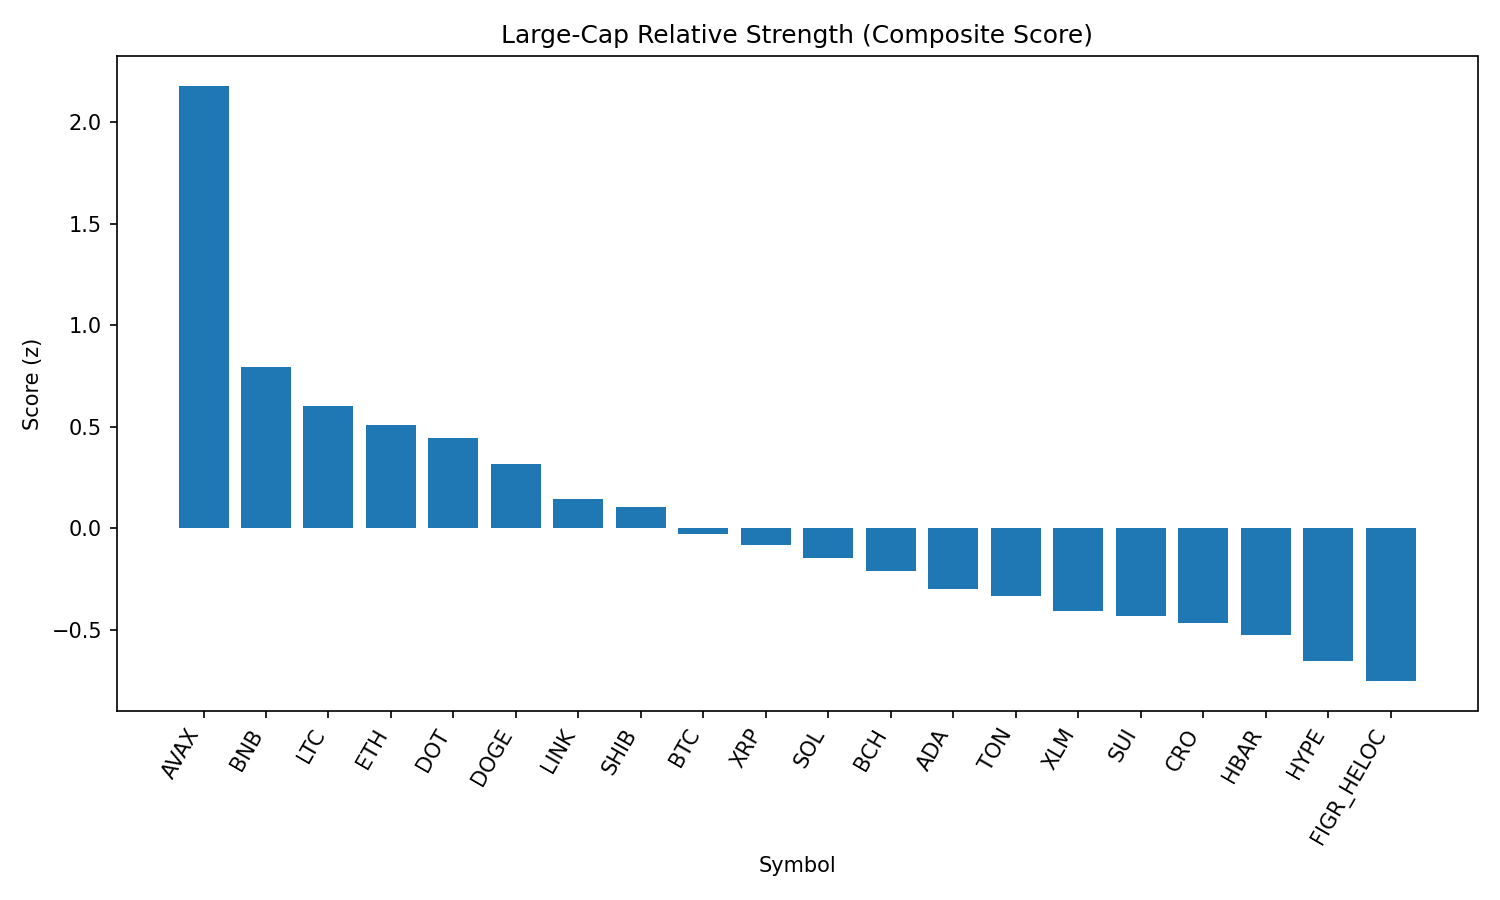 Large-Cap Relative Strength (Composite Score)
Score (z)
2.0
1.5
1.0
0.5
0.0
−0.5
AVAX
BNB
LTC
ETH
DOT
DOGE
LINK
SHIB
BTC
XRP
SOL
BCH
ADA
TON
XLM
SUI
CRO
HBAR
HYPE
FIGR_HELOC
Symbol